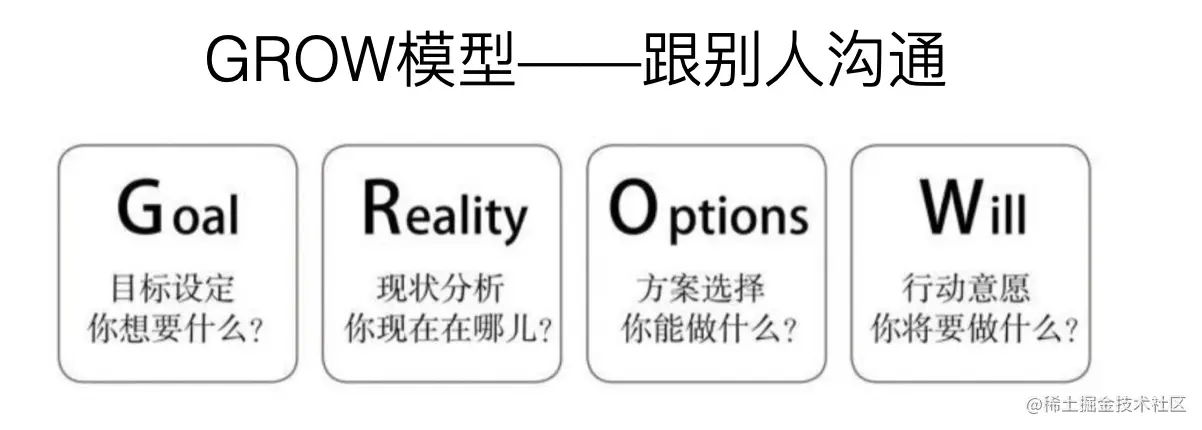 GROW模型——跟别人沟通
Goal
目标设定
你想要什么?
Reality
现状分析
你现在在哪儿?
Options
方案选择
你能做什么?
Will
行动意愿
你将要做什么?
@稀土掘金技术社区